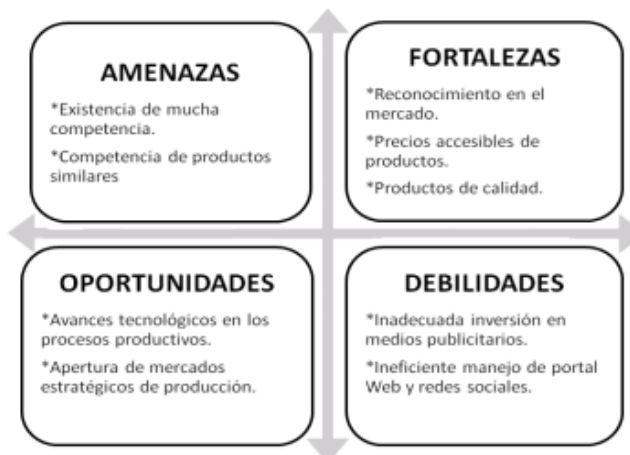 AMENAZAS
*Existencia de mucha
competencia.
*Competencia de productos
similares
FORTALEZAS
*Reconocimiento en el
mercado.
*Precios accesibles de
productos.
*Productos de calidad.
OPORTUNIDADES
*Avances tecnológicos en los
procesos productivos.
*Apertura de mercados
estratégicos de producción.
DEBILIDADES
*Inadecuada inversión en
medios publicitarios.
*Ineficiente manejo de portal
Web y redes sociales.